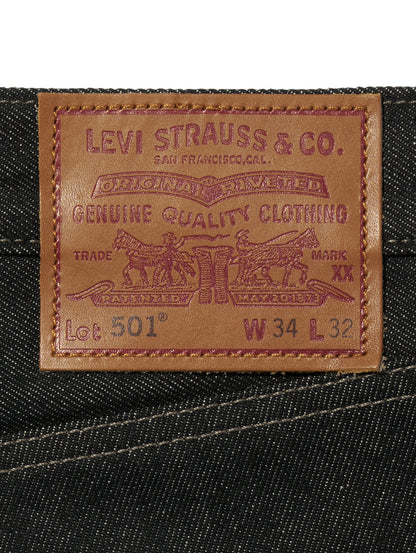 LEVI STRAUSS & CO.
SAN FRANCISCO, CAL.
ORIGINAL RIVETED
GENUINE QUALITY CLOTHING
TRADE MARK
XX
PATENTED MAY 20 1873
Lot 501® W 34 L 32